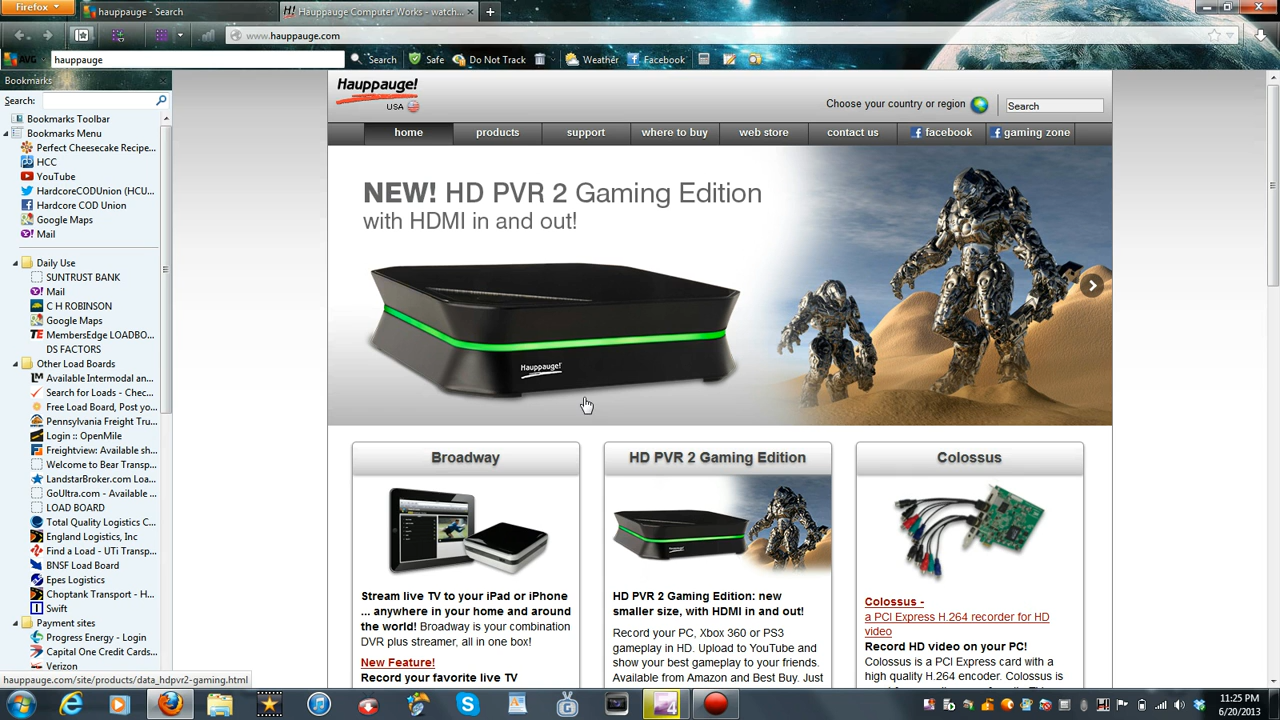 Firefox
hauppauge - Search
Hauppauge Computer Works - watch...
www.hauppauge.com
AVG
hauppauge
Search
Safe
Do Not Track
Weather
Facebook
Bookmarks
Search:
Bookmarks Toolbar
Bookmarks Menu
Perfect Cheesecake Recipe...
HCC
YouTube
HardcoreCODUnion (HCU...
Hardcore COD Union
Google Maps
Mail
Daily Use
SUNTRUST BANK
Mail
C H ROBINSON
Google Maps
MembersEdge LOADBO...
DS FACTORS
Other Load Boards
Available Intermodal an...
Search for Loads - Chec...
Free Load Board, Post yo...
Pennsylvania Freight Tru...
Login :: OpenMile
Freightview: Available sh...
Welcome to Bear Transp...
LandstarBroker.com Loa...
GoUltra.com - Available ...
LOAD BOARD
Total Quality Logistics C...
England Logistics, Inc
Find a Load - UTi Transp...
BNSF Load Board
Epes Logistics
Choptank Transport - H...
Swift
Payment sites
Progress Energy - Login
Capital One Credit Cards...
Verizon
hauppauge.com/site/products/data_hdpvr2-gaming.html
Hauppauge!
USA
Choose your country or region
Search
home
products
support
where to buy
web store
contact us
facebook
gaming zone
NEW! HD PVR 2 Gaming Edition
with HDMI in and out!
Hauppauge!
Broadway
Stream live TV to your iPad or iPhone
... anywhere in your home and around
the world! Broadway is your combination
DVR plus streamer, all in one box!
New Feature!
Record your favorite live TV
HD PVR 2 Gaming Edition
HD PVR 2 Gaming Edition: new
smaller size, with HDMI in and out!
Record your PC, Xbox 360 or PS3
gameplay in HD. Upload to YouTube and
show your best gameplay to your friends.
Available from Amazon and Best Buy. Just
Colossus
Colossus -
a PCI Express H.264 recorder for HD
video
Record HD video on your PC!
Colossus is a PCI Express card with a
high quality H.264 encoder. Colossus is
11:25 PM
6/20/2013